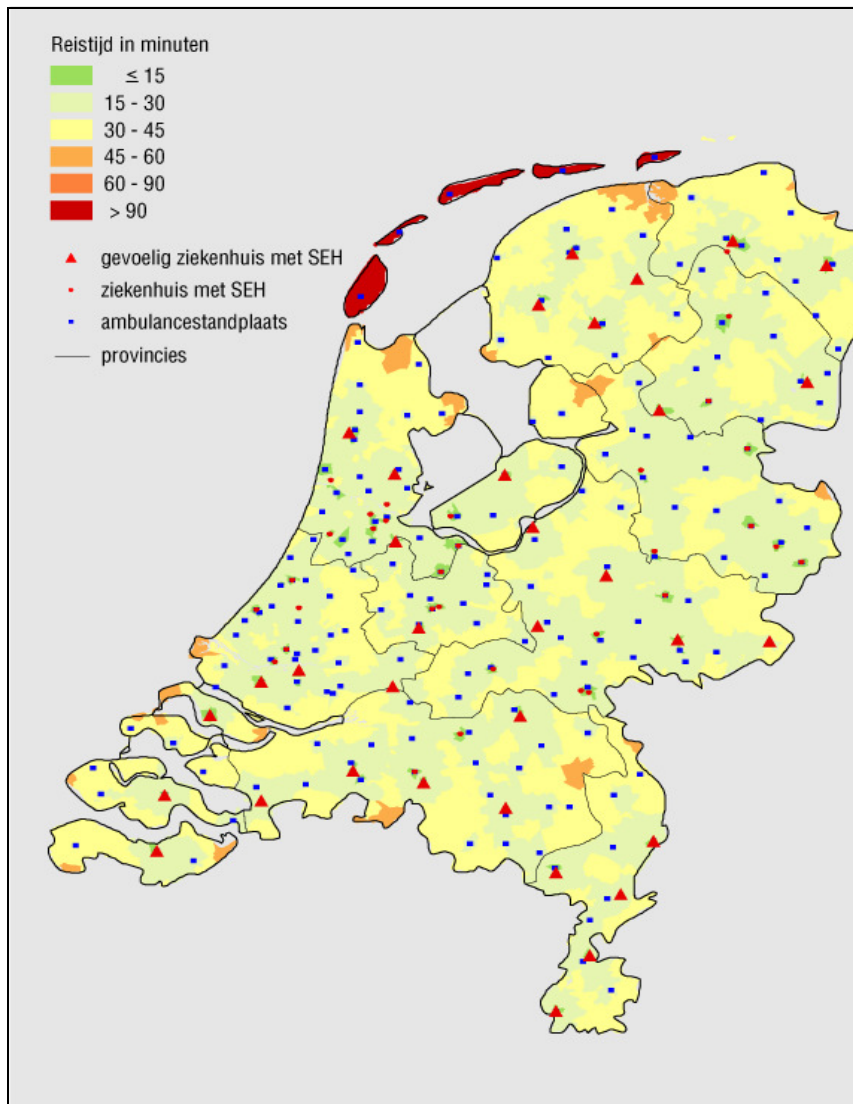 Reistijd in minuten
≤ 15
15 - 30
30 - 45
45 - 60
60 - 90
> 90
gevoelig ziekenhuis met SEH
ziekenhuis met SEH
ambulancestandplaats
provincies